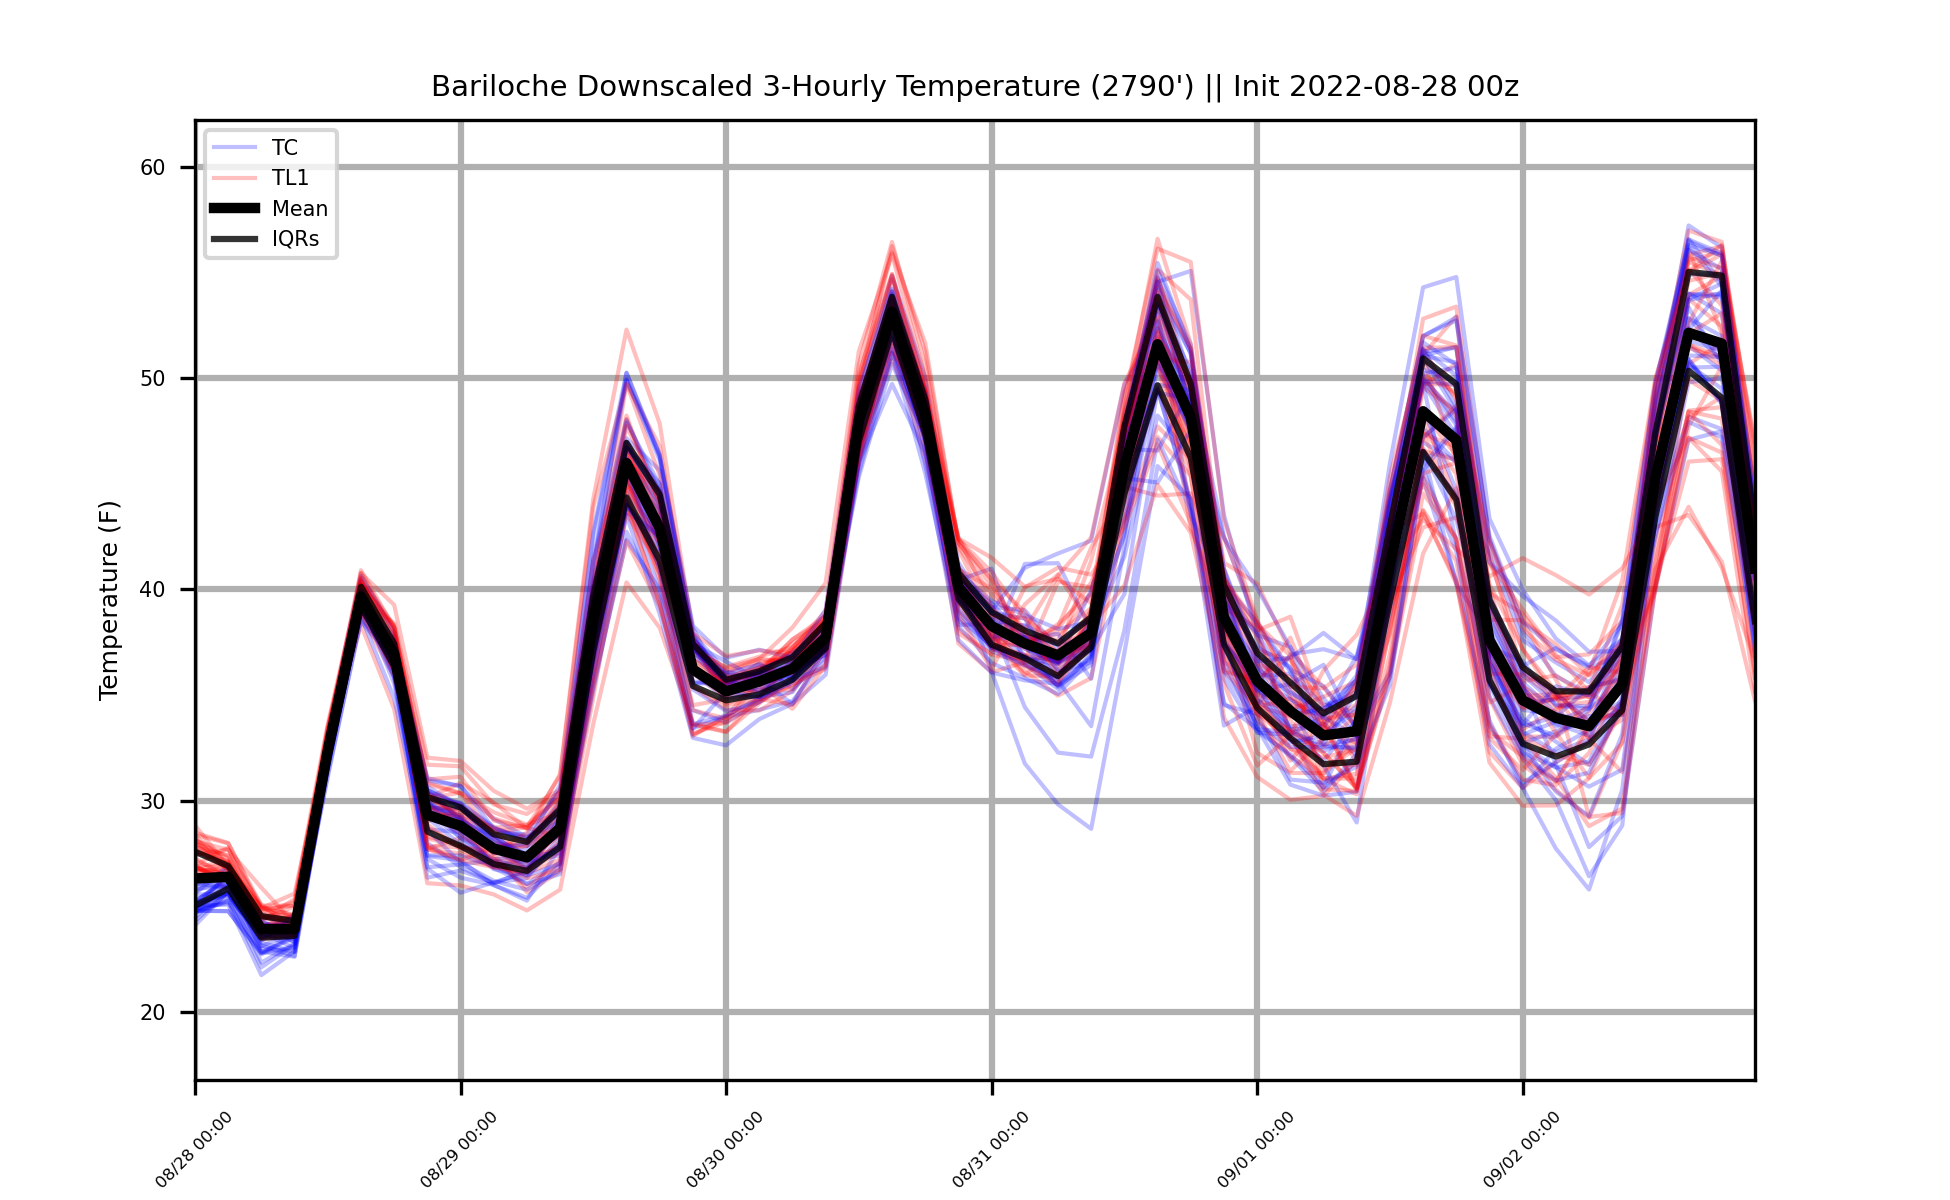 Bariloche Downscaled 3-Hourly Temperature (2790') || Init 2022-08-28 00z
TC
TL1
Mean
IQRs
Temperature (F)
60
50
40
30
20
08/28 00:00
08/29 00:00
08/30 00:00
08/31 00:00
09/01 00:00
09/02 00:00